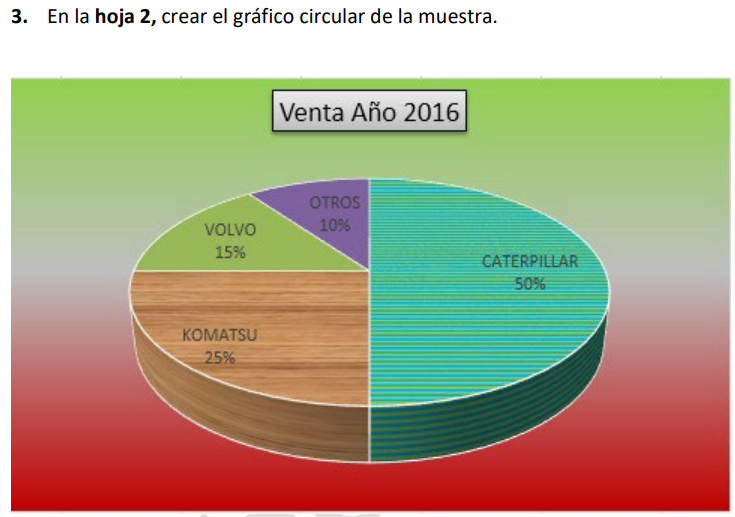 3. En la hoja 2, crear el gráfico circular de la muestra.
Venta Año 2016
OTROS
10%
VOLVO
15%
CATERPILLAR
50%
KOMATSU
25%